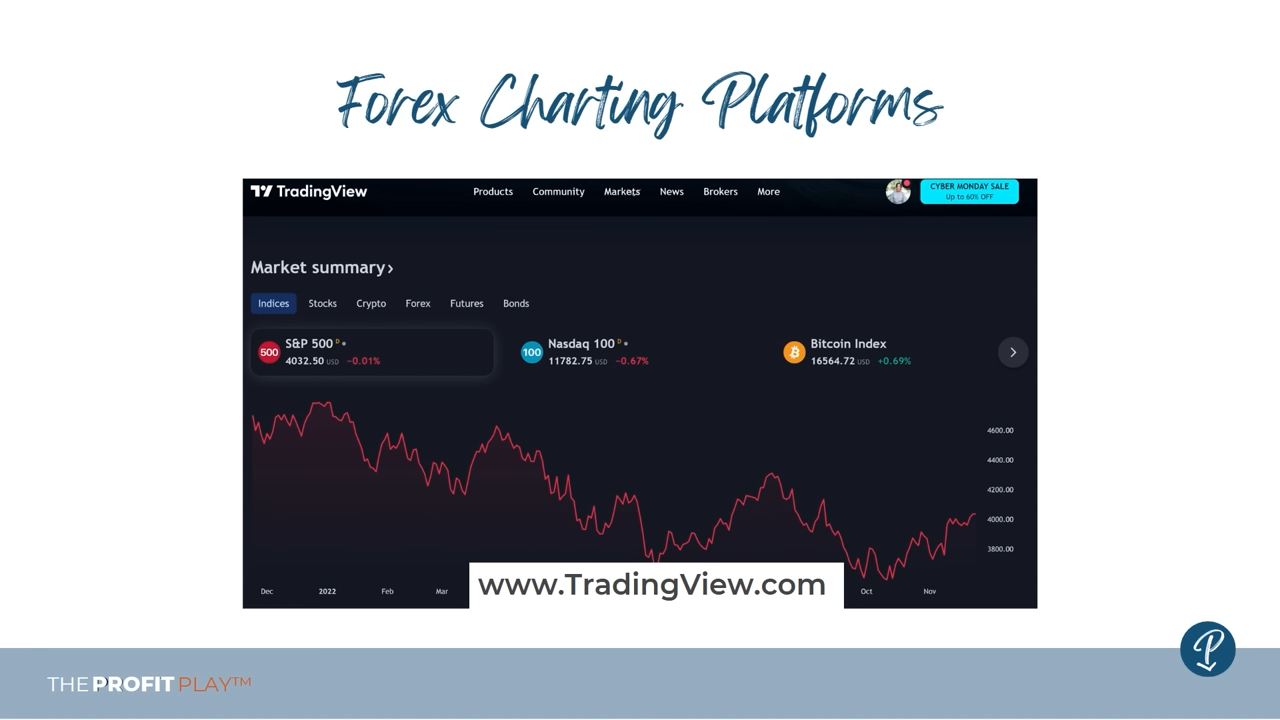 Forex Charting Platforms
TradingView
Products Community Markets News Brokers More
CYBER MONDAY SALE
Up to 60% OFF
Market summary ›
Indices Stocks Crypto Forex Futures Bonds
500 S&P 500 D
4032.50 USD −0.01%
100 Nasdaq 100 D
11782.75 USD −0.67%
Bitcoin Index
16564.72 USD +0.69%
4600.00
4400.00
4200.00
4000.00
3800.00
www.TradingView.com
Dec 2022 Feb Mar Oct Nov
THE PROFIT PLAY™
P